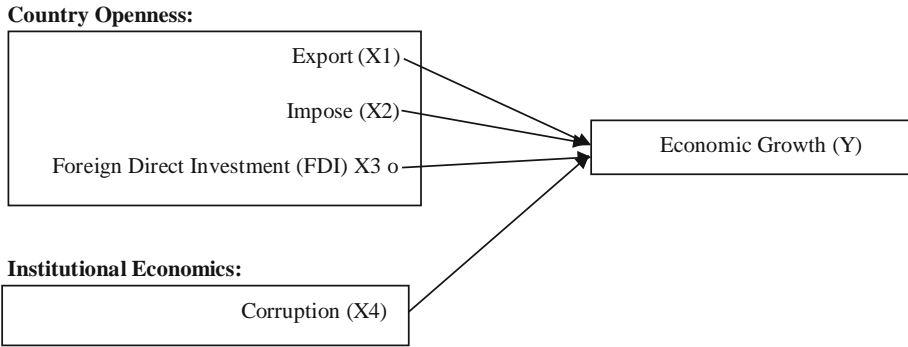 Country Openness:
Export (X1)
Impose (X2)
Foreign Direct Investment (FDI) X3 o
Economic Growth (Y)
Institutional Economics:
Corruption (X4)